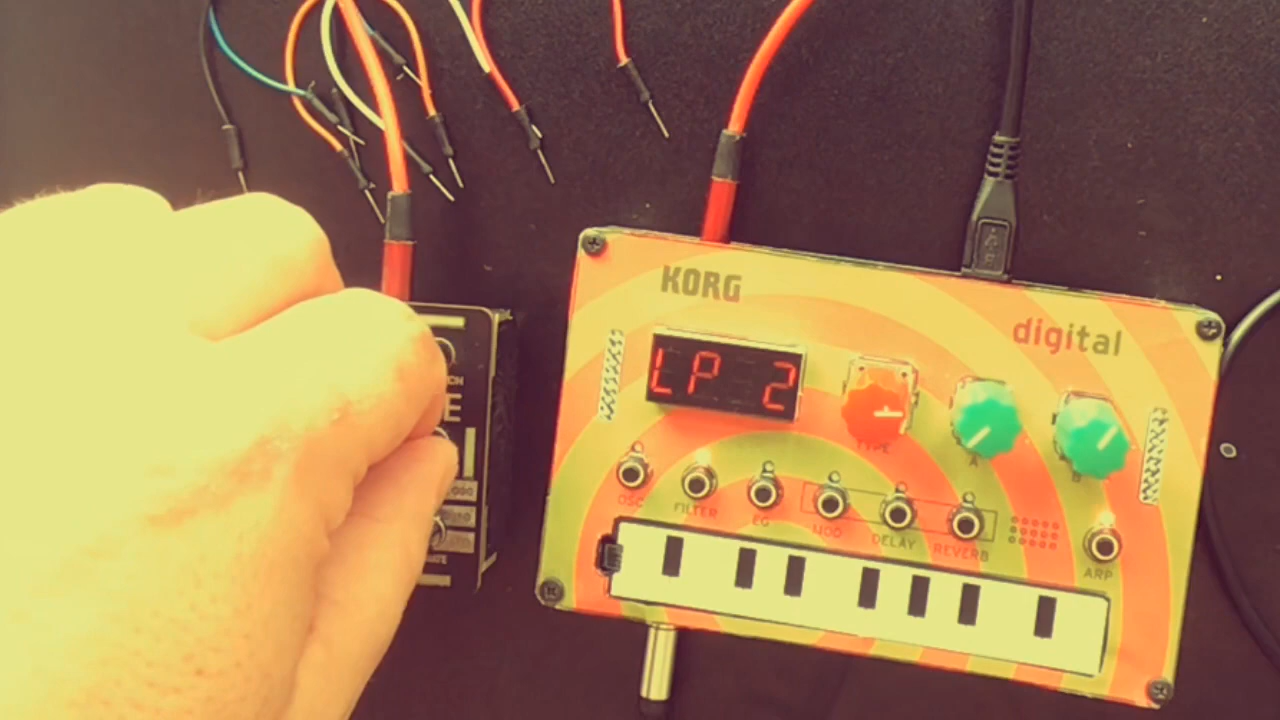 KORG
digital
LP 2
TYPE
A
B
OSC
FILTER
EG
MOD
DELAY
REVERB
ARP
E